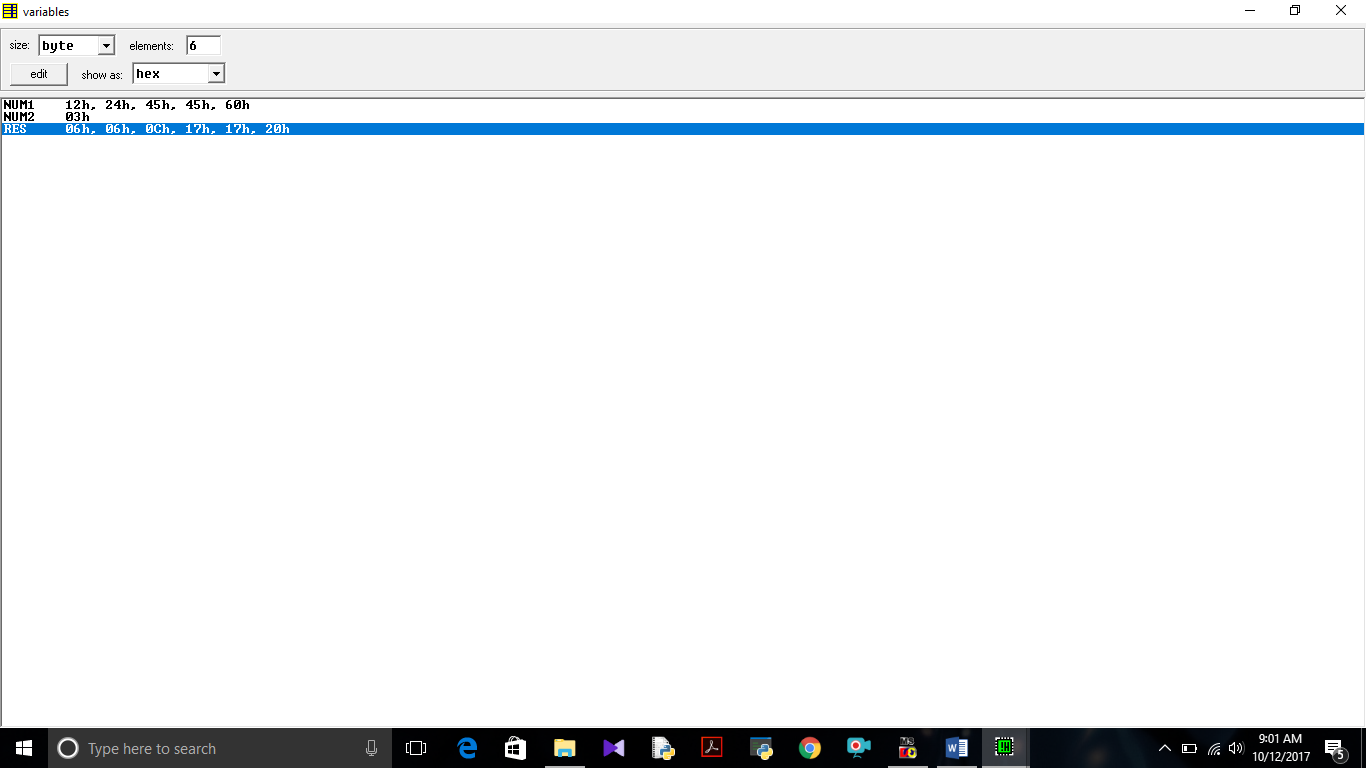 variables
size: byte elements: 6
edit show as: hex
NUM1 12h, 24h, 45h, 45h, 60h
NUM2 03h
RES 06h, 06h, 0Ch, 17h, 17h, 20h
Type here to search
9:01 AM
10/12/2017
5